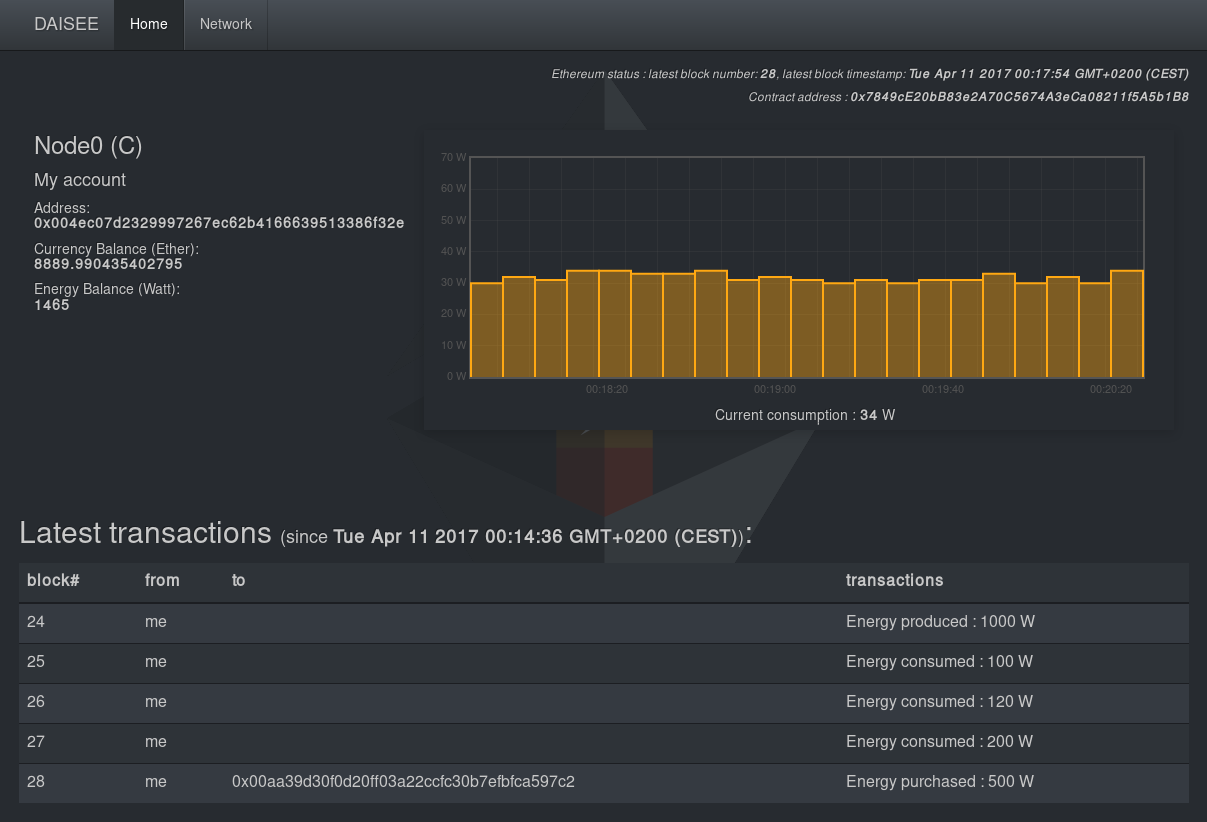 DAISEE Home Network
Ethereum status : latest block number: 28, latest block timestamp: Tue Apr 11 2017 00:17:54 GMT+0200 (CEST)
Contract address : 0x7849cE20bB83e2A70C5674A3eCa08211f5A5b1B8
Node0 (C)
My account
Address:
0x004ec07d2329997267ec62b4166639513386f32e
Currency Balance (Ether):
8889.990435402795
Energy Balance (Watt):
1465
70 W
60 W
50 W
40 W
30 W
20 W
10 W
0 W
00:18:20 00:19:00 00:19:40 00:20:20
Current consumption : 34 W
Latest transactions (since Tue Apr 11 2017 00:14:36 GMT+0200 (CEST)):
block# from to transactions
24 me Energy produced : 1000 W
25 me Energy consumed : 100 W
26 me Energy consumed : 120 W
27 me Energy consumed : 200 W
28 me 0x00aa39d30f0d20ff03a22ccfc30b7efbfca597c2 Energy purchased : 500 W